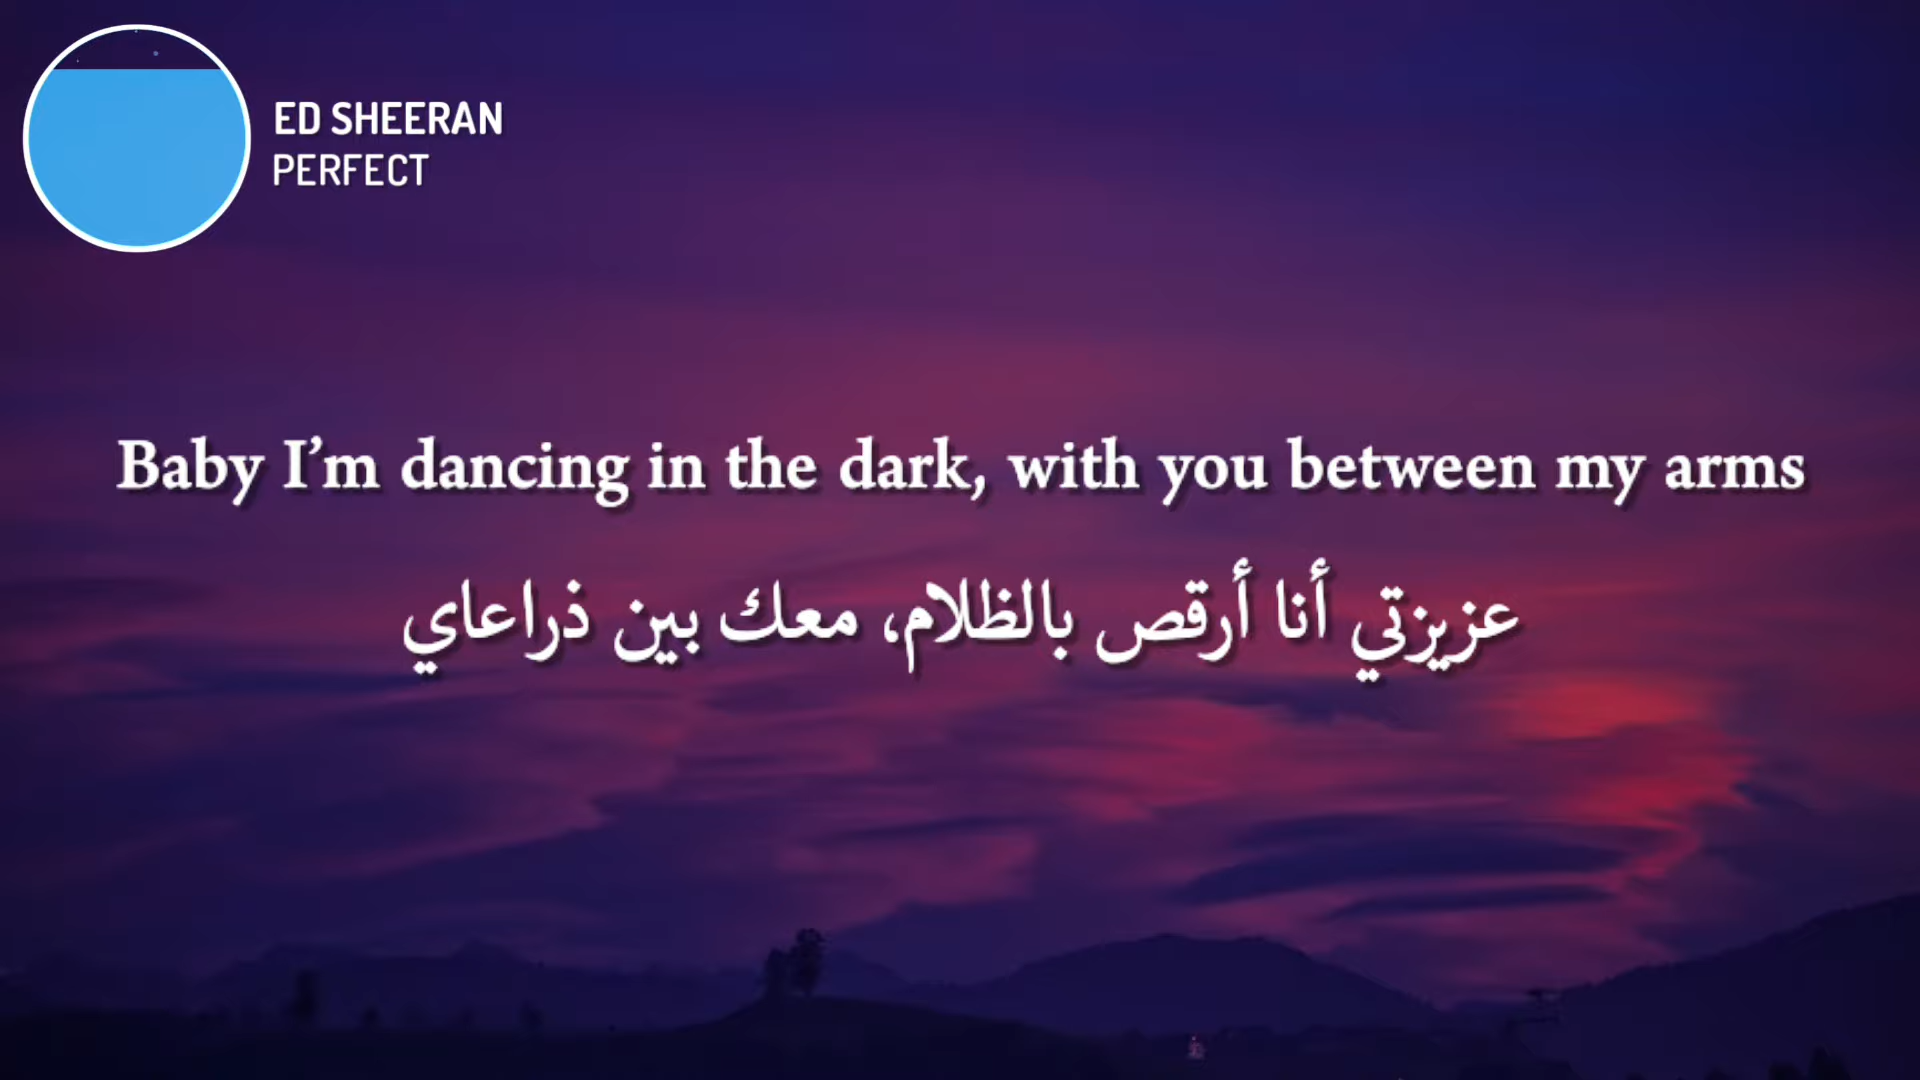 ED SHEERAN
PERFECT
Baby I’m dancing in the dark, with you between my arms
عزيزتي أنا أرقص بالظلام، معك بين ذراعاي